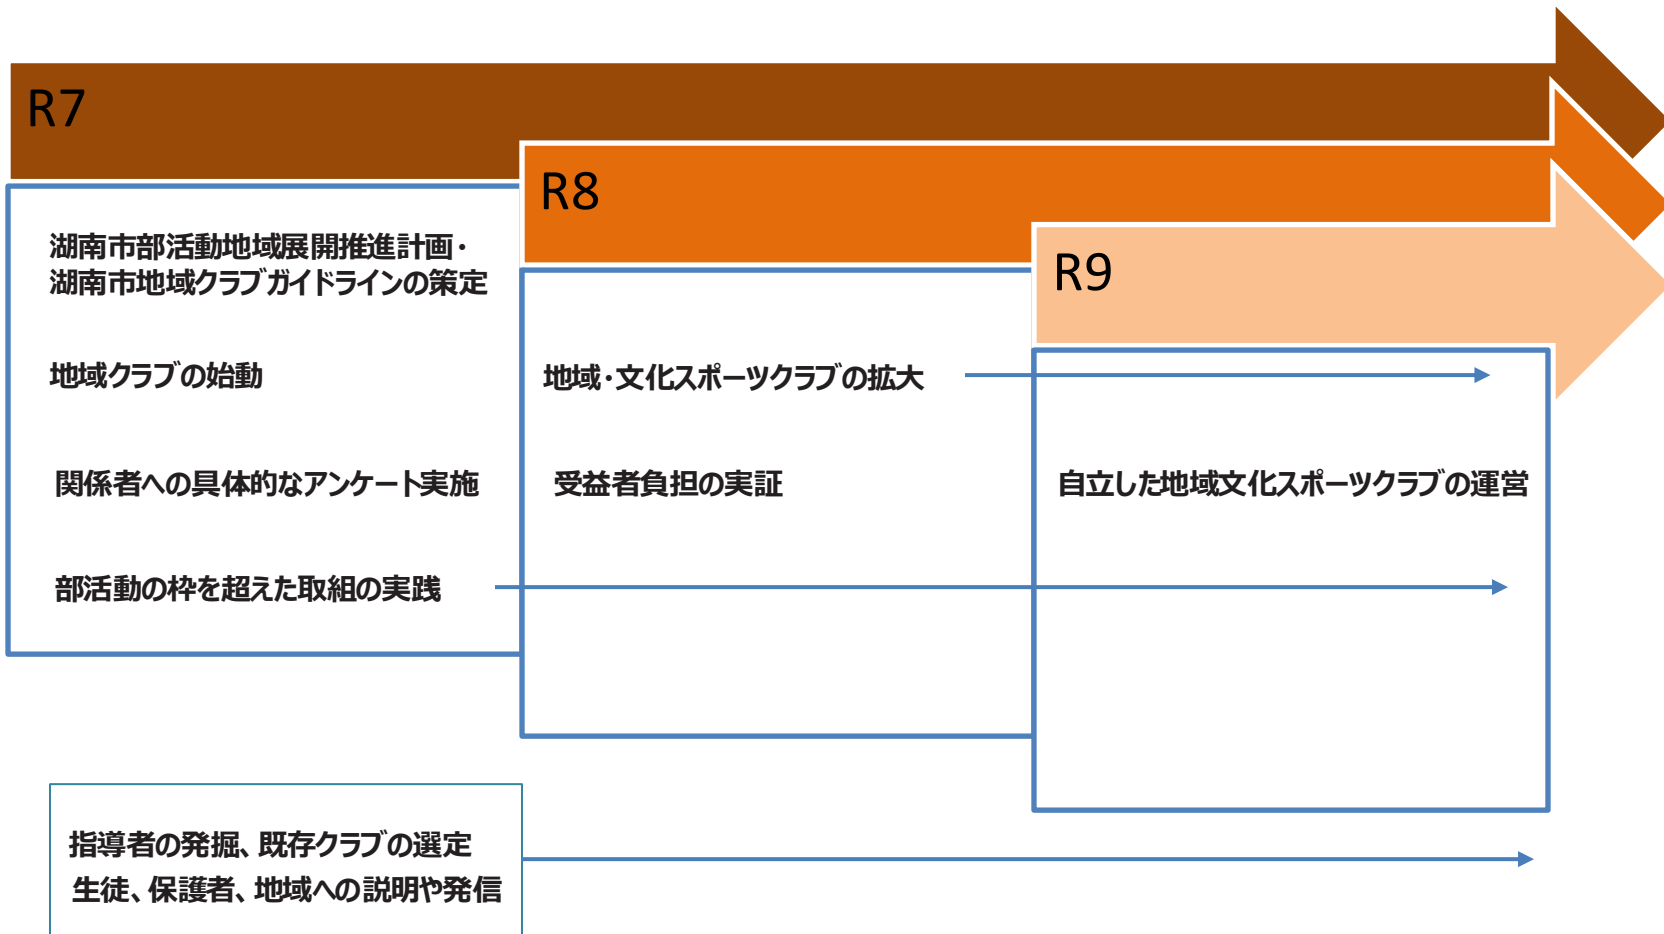 R7
湖南市部活動地域展開推進計画・
湖南市地域クラブガイドラインの策定
地域クラブの始動
関係者への具体的なアンケート実施
部活動の枠を超えた取組の実践
R8
地域・文化スポーツクラブの拡大
受益者負担の実証
R9
自立した地域文化スポーツクラブの運営
指導者の発掘、既存クラブの選定
生徒、保護者、地域への説明や発信